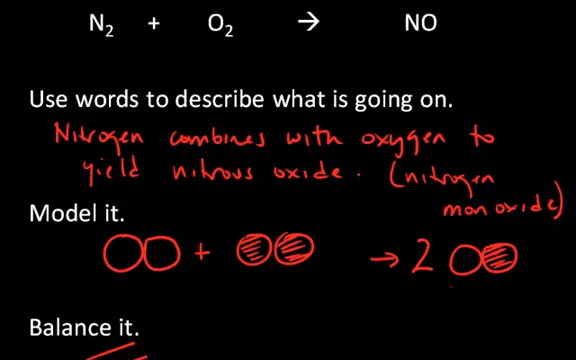 N₂ + O₂ → NO
Use words to describe what is going on.
Nitrogen combines with oxygen to
yield nitrous oxide. (nitrogen
monoxide)
Model it.
+ → 2
Balance it.